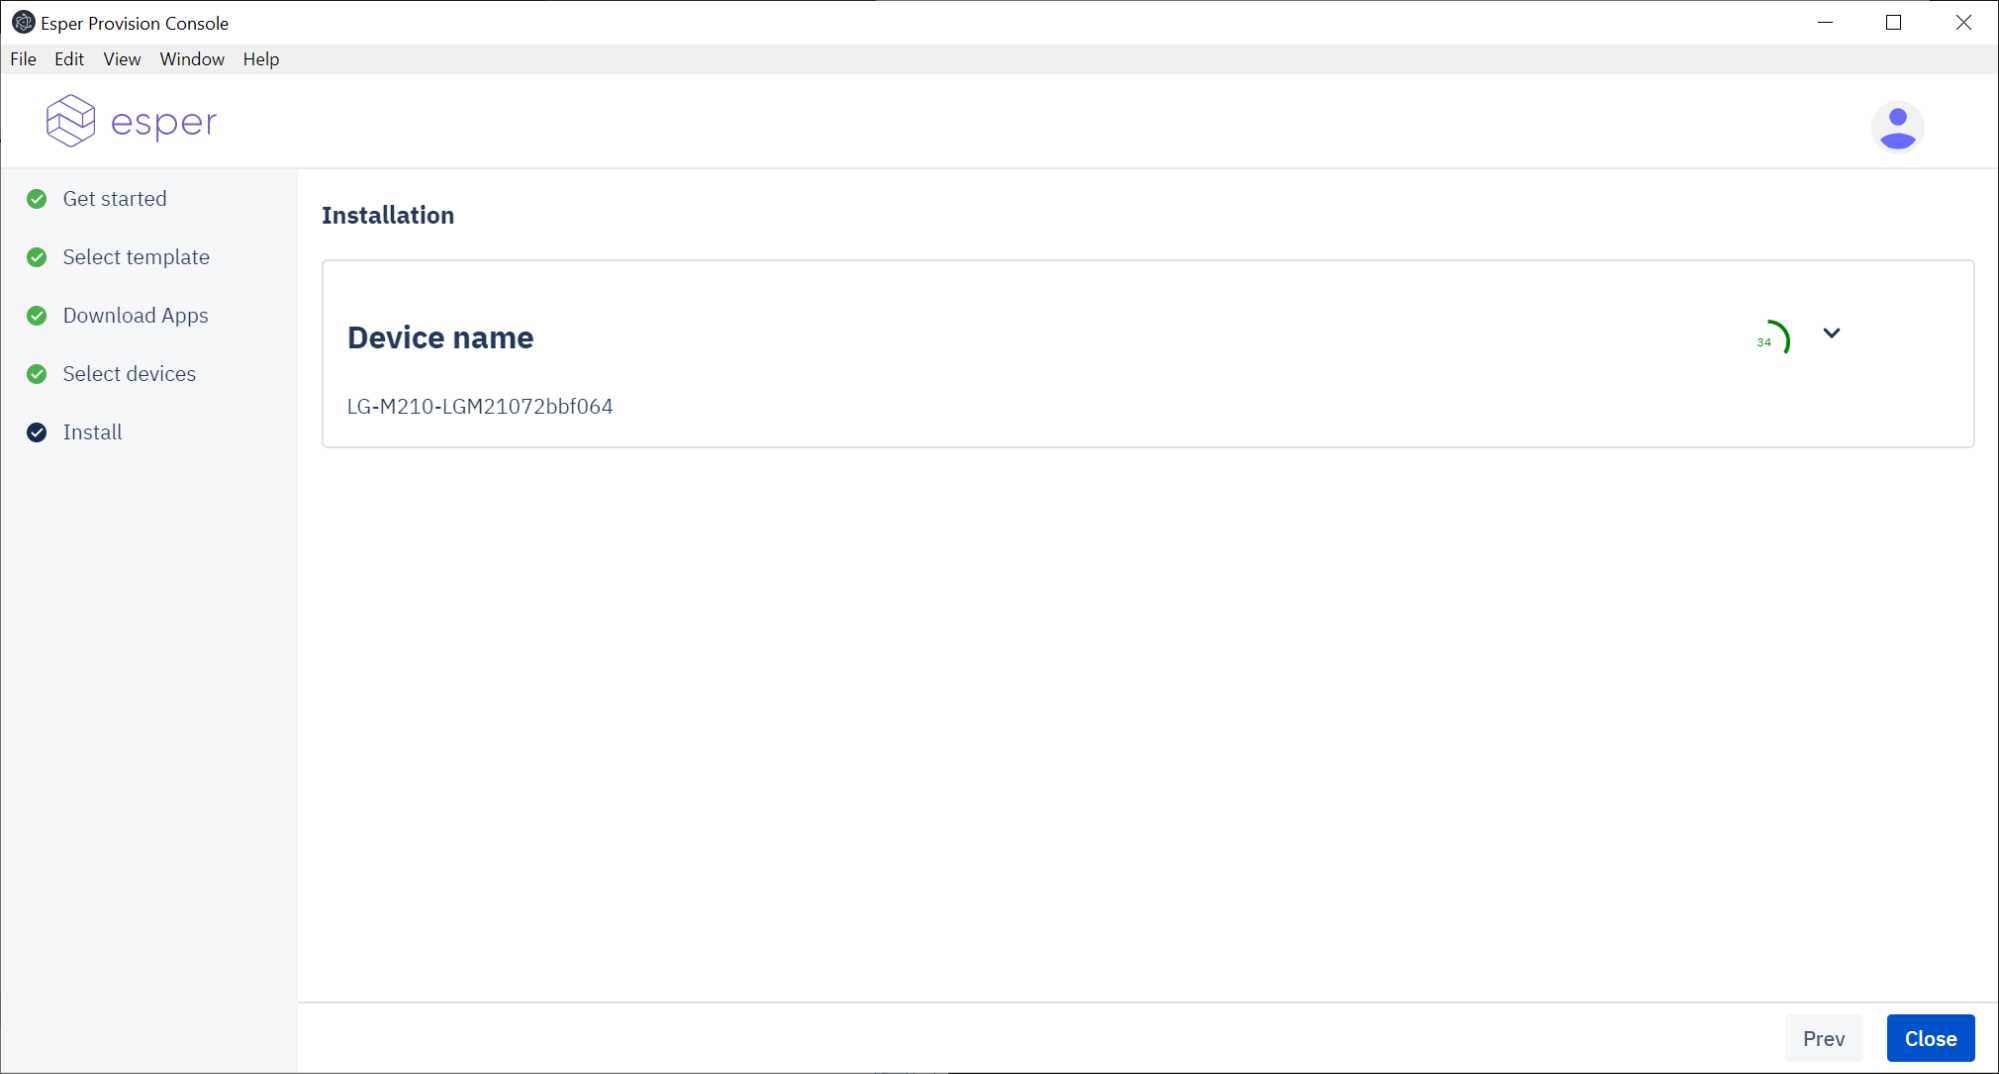 Esper Provision Console
File Edit View Window Help
esper
Get started
Select template
Download Apps
Select devices
Install
Installation
Device name
34
LG-M210-LGM21072bbf064
Prev
Close